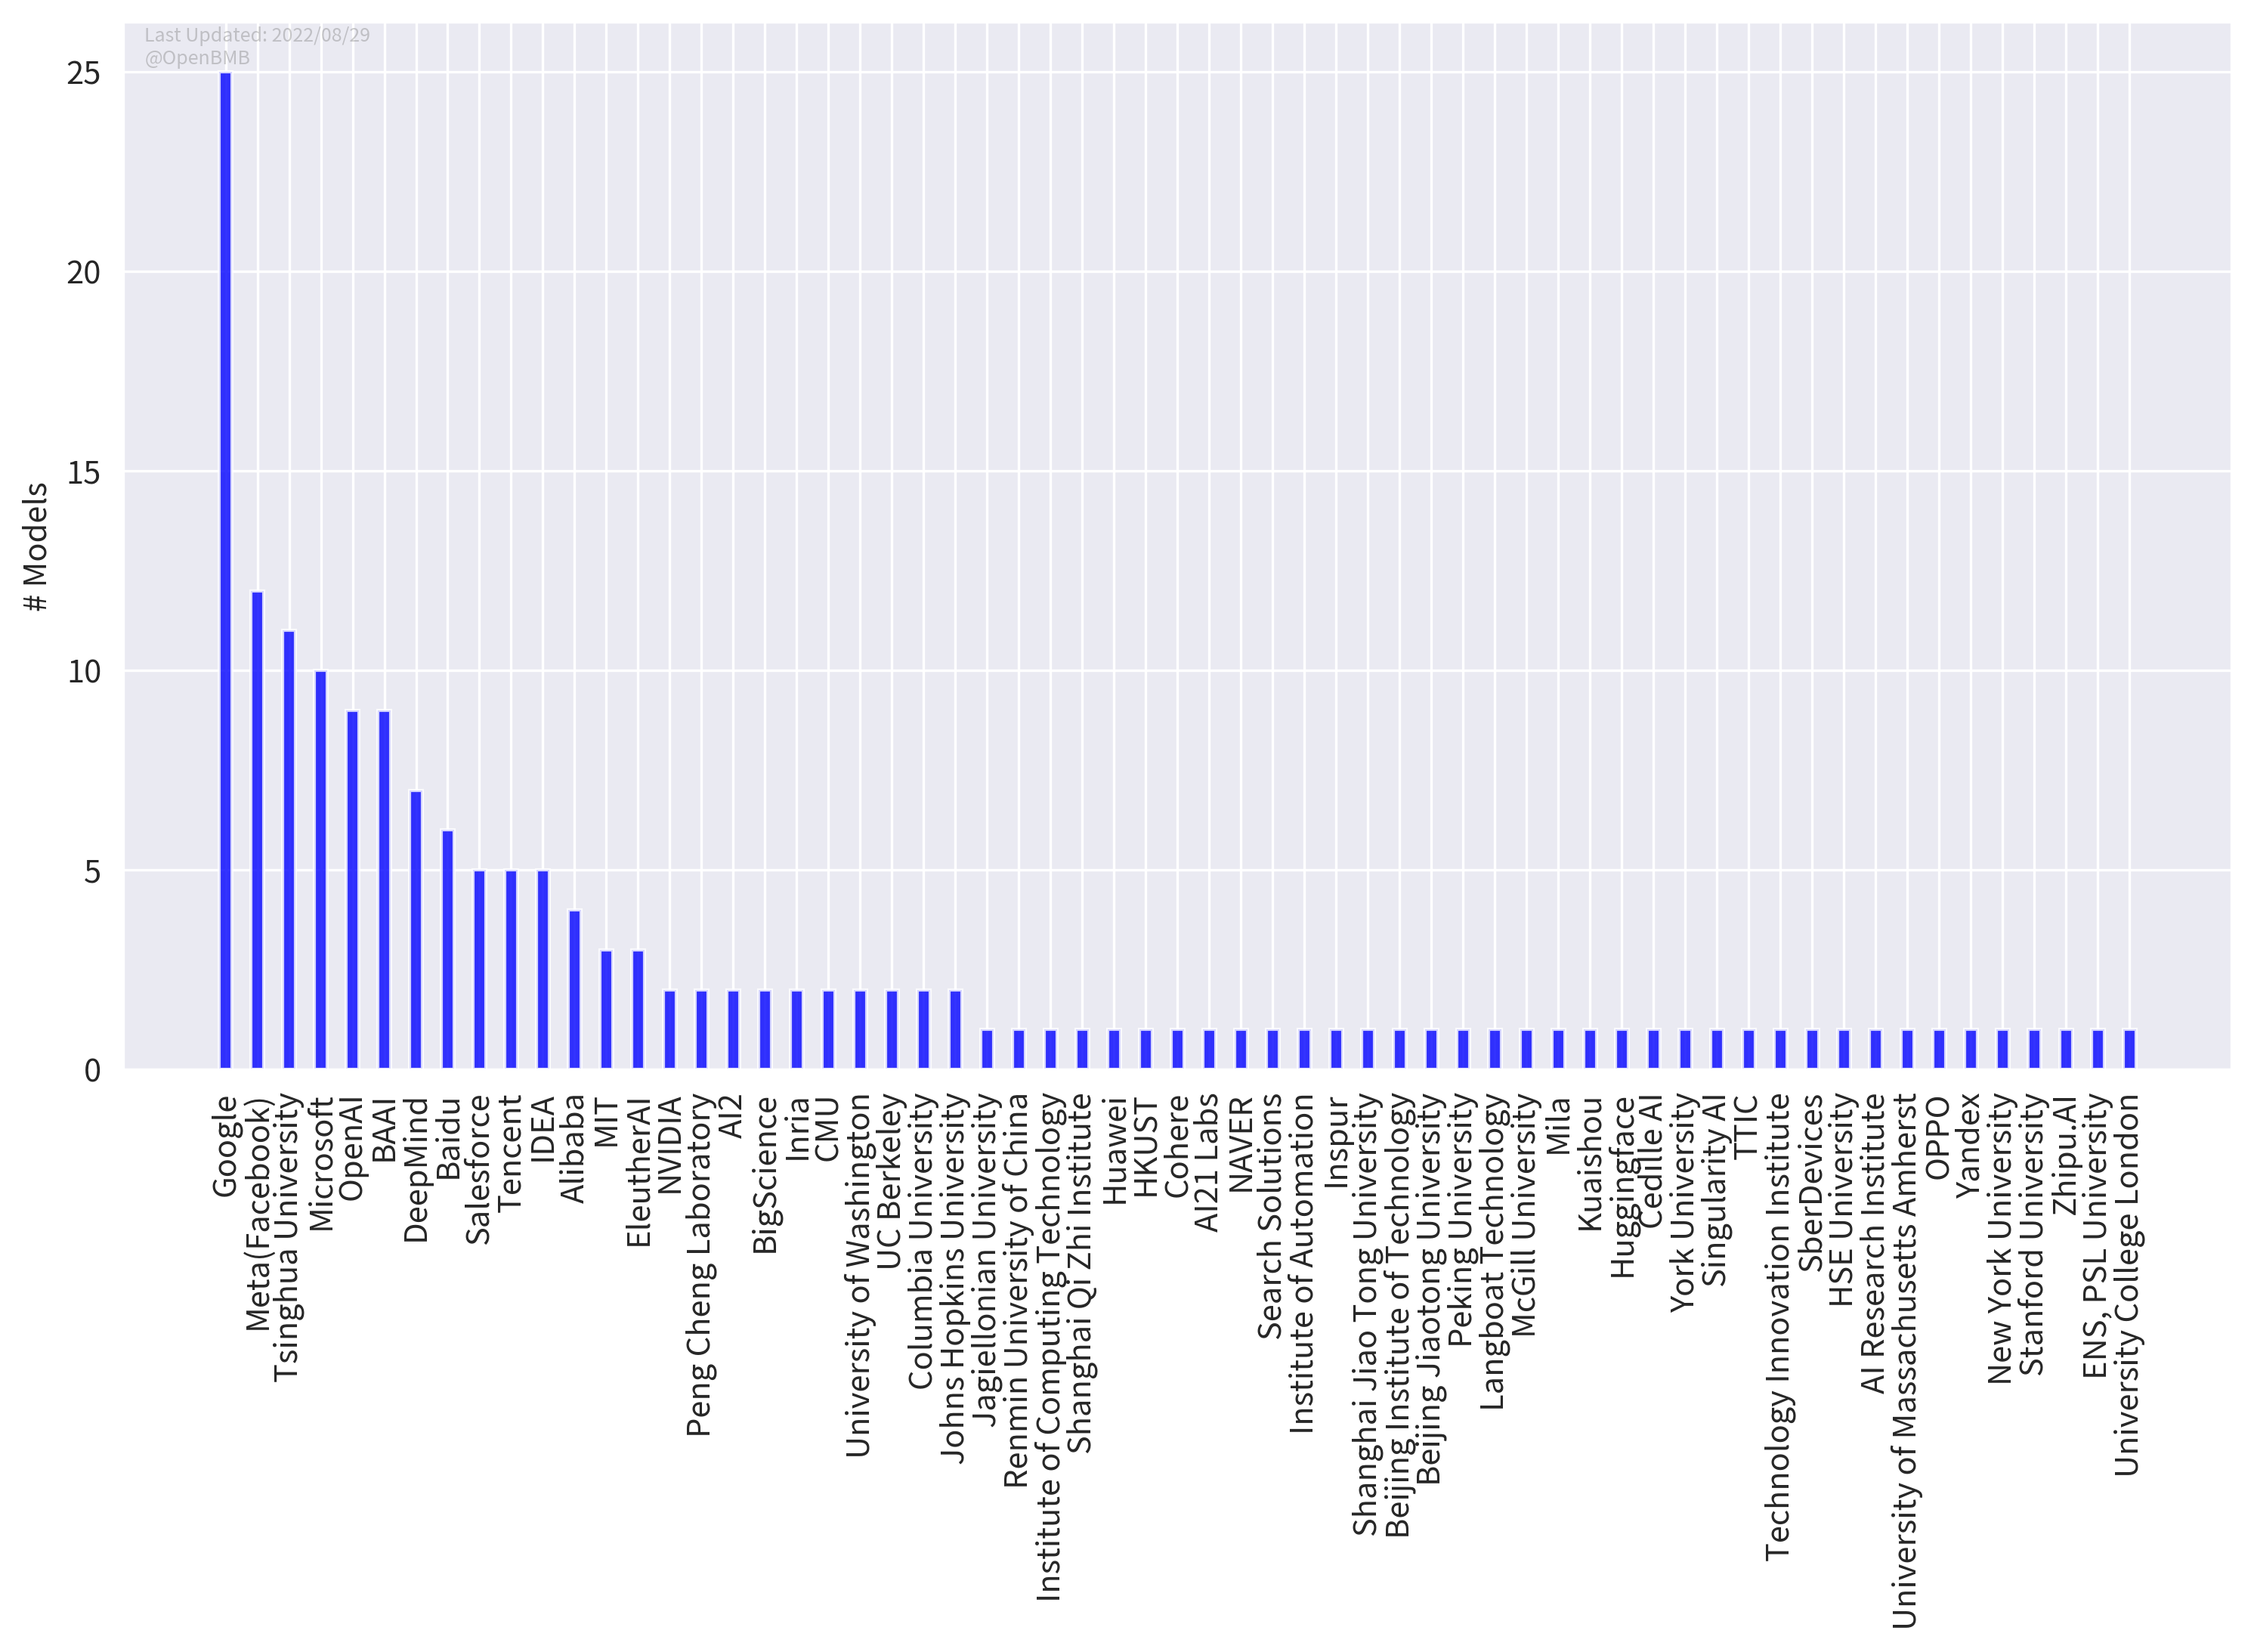 Last Updated: 2022/08/29
@OpenBMB
25
20
15
10
5
0
# Models
Google
Meta(Facebook)
Tsinghua University
Microsoft
OpenAI
BAAI
DeepMind
Baidu
Salesforce
Tencent
IDEA
Alibaba
MIT
EleutherAI
NVIDIA
Peng Cheng Laboratory
AI2
BigScience
Inria
CMU
University of Washington
UC Berkeley
Columbia University
Johns Hopkins University
Jagiellonian University
Renmin University of China
Institute of Computing Technology
Shanghai Qi Zhi Institute
Huawei
HKUST
Cohere
AI21 Labs
NAVER
Search Solutions
Institute of Automation
Inspur
Shanghai Jiao Tong University
Beijing Institute of Technology
Beijing Jiaotong University
Peking University
Langboat Technology
McGill University
Mila
Kuaishou
Huggingface
Cedille AI
York University
Singularity AI
TTIC
Technology Innovation Institute
SberDevices
HSE University
AI Research Institute
University of Massachusetts Amherst
OPPO
Yandex
New York University
Stanford University
Zhipu.AI
ENS, PSL University
University College London